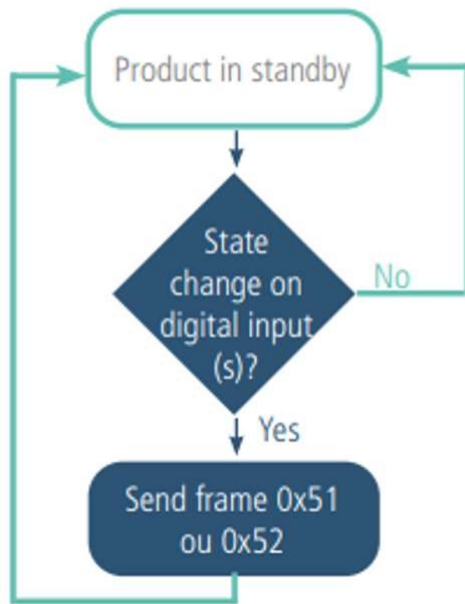 Product in standby
State
change on
digital input
(s)?
No
Yes
Send frame 0x51
ou 0x52